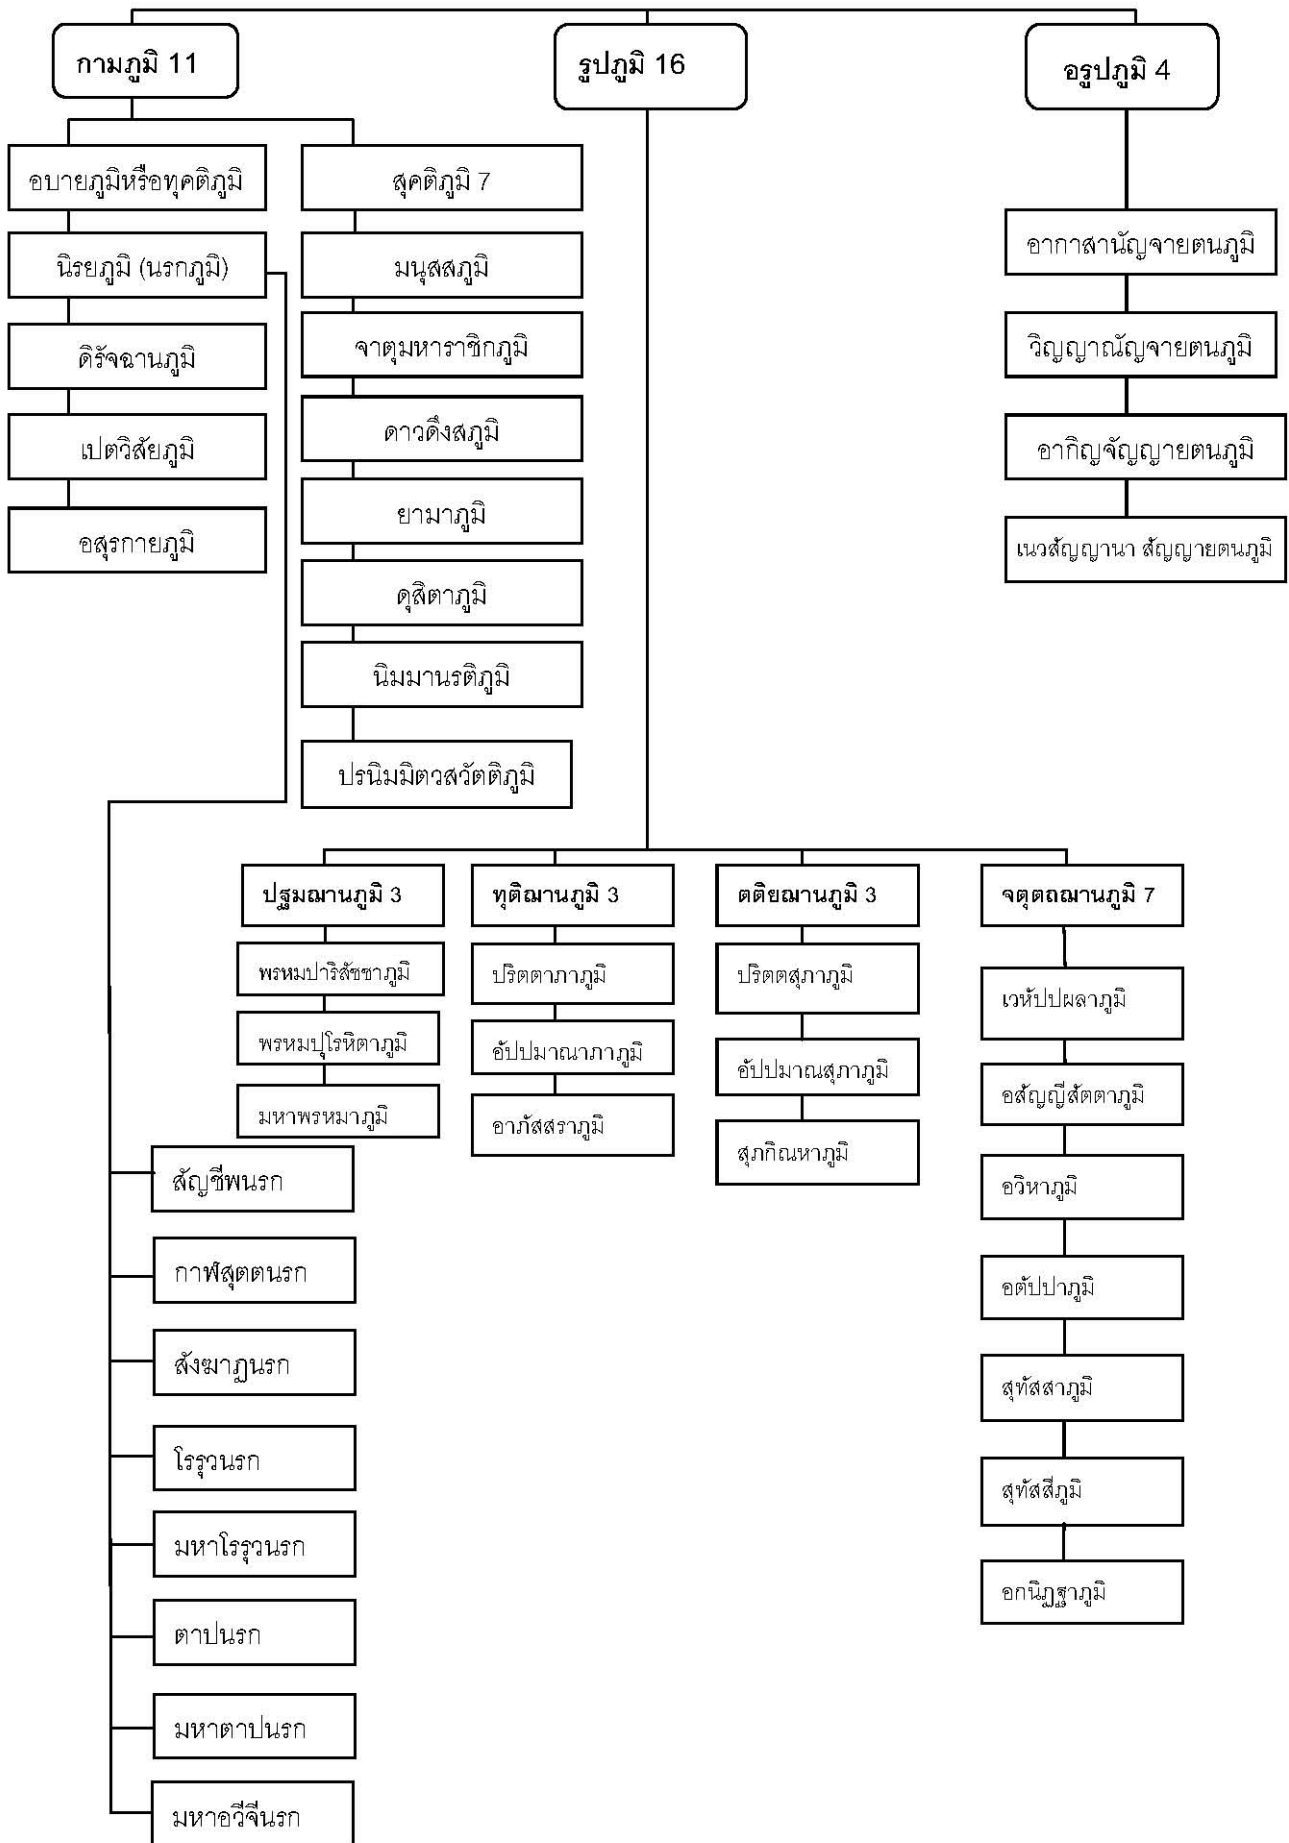 กามภูมิ 11
รูปภูมิ 16
อรูปภูมิ 4
อบายภูมิหรือทุคติภูมิ
นิรยภูมิ (นรกภูมิ)
ดิรัจฉานภูมิ
เปตวิสัยภูมิ
อสุรกายภูมิ
สุคติภูมิ 7
มนุสสภูมิ
จาตุมหาราชิกภูมิ
ดาวดึงสภูมิ
ยามาภูมิ
ดุสิตาภูมิ
นิมมานรติภูมิ
ปรนิมมิตวสวัตติภูมิ
อากาสานัญจายตนภูมิ
วิญญาณัญจายตนภูมิ
อากิญจัญญายตนภูมิ
เนวสัญญานา สัญญายตนภูมิ
ปฐมฌานภูมิ 3
พรหมปาริสัชชาภูมิ
พรหมปุโรหิตาภูมิ
มหาพรหมาภูมิ
ทุติฌานภูมิ 3
ปริตตาภาภูมิ
อัปปมาณาภาภูมิ
อาภัสสราภูมิ
ตติยฌานภูมิ 3
ปริตตสุภาภูมิ
อัปปมาณสุภาภูมิ
สุภกิณหาภูมิ
จตุตถฌานภูมิ 7
เวหัปปผลาภูมิ
อสัญญีสัตตาภูมิ
อวิหาภูมิ
อตัปปาภูมิ
สุทัสสาภูมิ
สุทัสสีภูมิ
อกนิฏฐาภูมิ
สัญชีพนรก
กาฬสุตตนรก
สังฆาฏนรก
โรรุวนรก
มหาโรรุวนรก
ตาปนรก
มหาตาปนรก
มหาอวีจีนรก